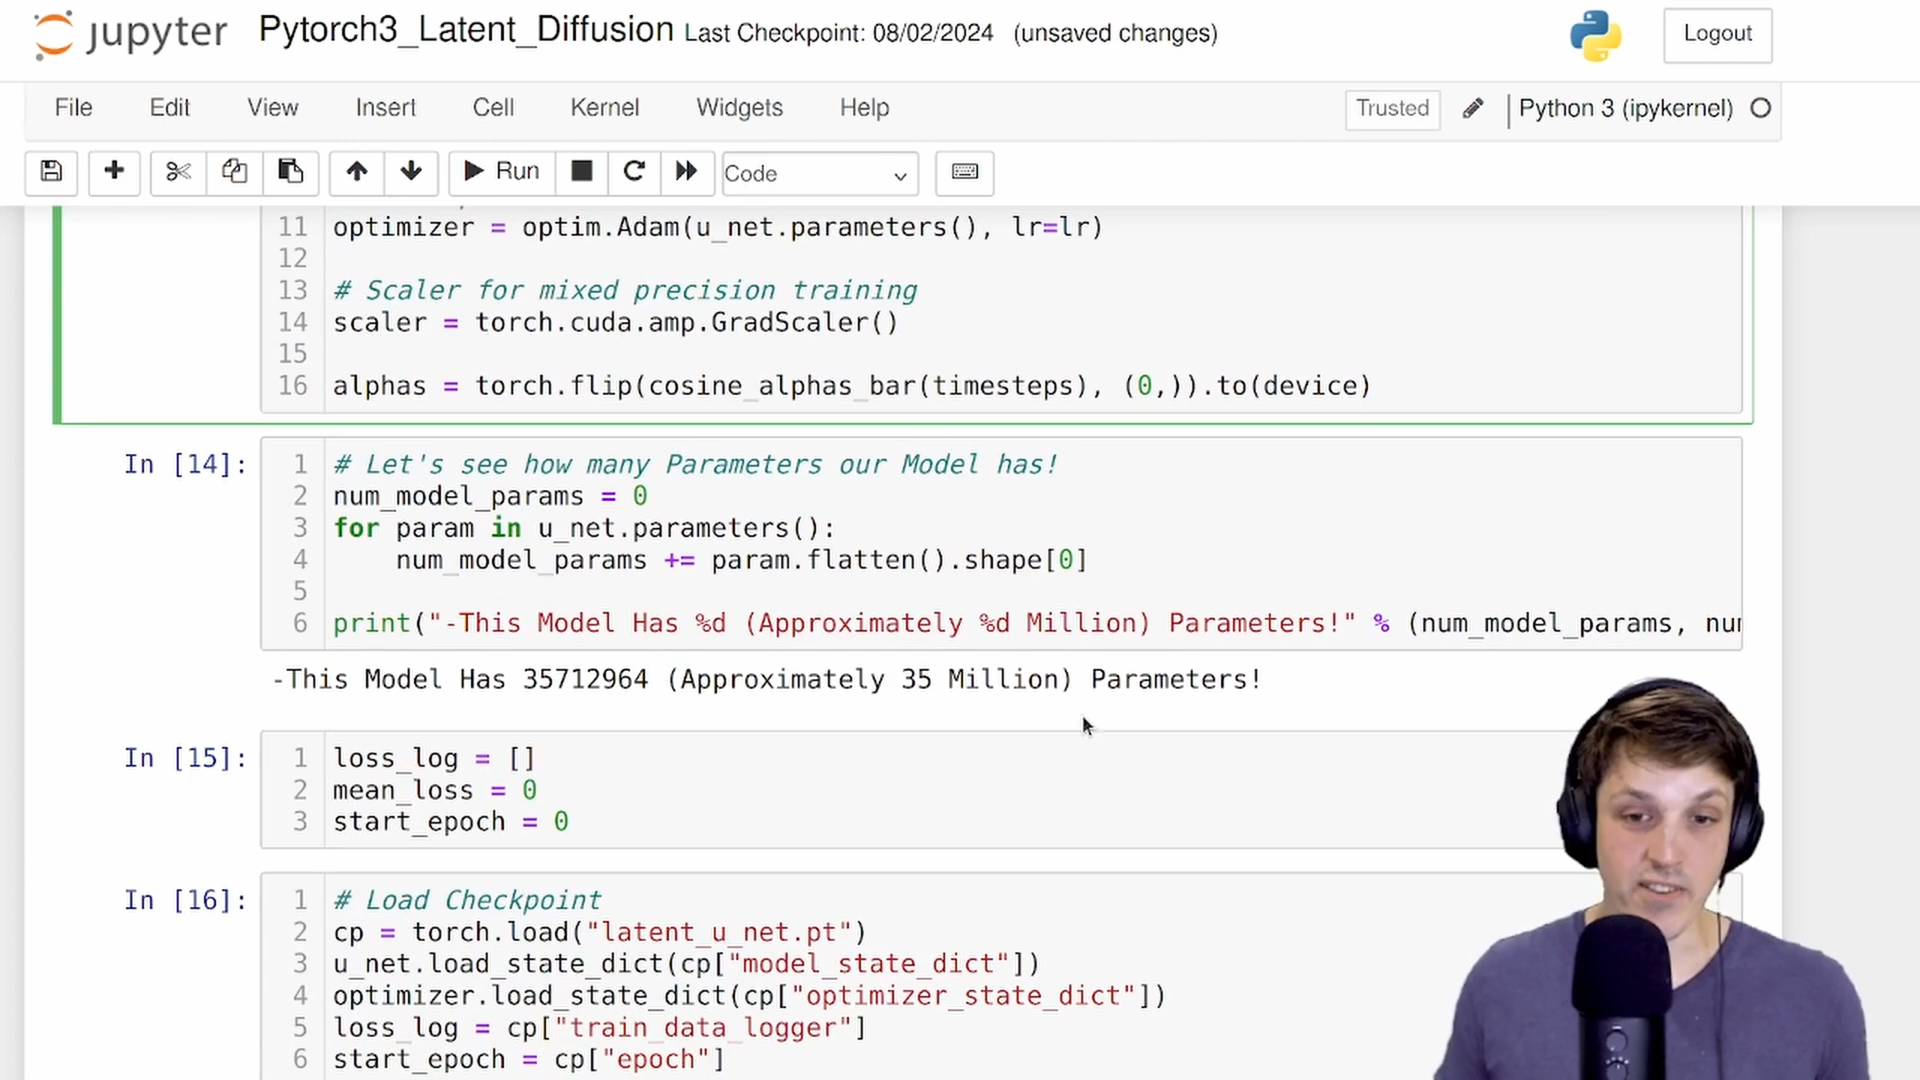 jupyter Pytorch3_Latent_Diffusion Last Checkpoint: 08/02/2024 (unsaved changes) Logout
File Edit View Insert Cell Kernel Widgets Help Trusted Python 3 (ipykernel)
Run Code
11 optimizer = optim.Adam(u_net.parameters(), lr=lr)
12
13 # Scaler for mixed precision training
14 scaler = torch.cuda.amp.GradScaler()
15
16 alphas = torch.flip(cosine_alphas_bar(timesteps), (0,)).to(device)
In [14]: 1 # Let's see how many Parameters our Model has!
2 num_model_params = 0
3 for param in u_net.parameters():
4     num_model_params += param.flatten().shape[0]
5
6 print("-This Model Has %d (Approximately %d Million) Parameters!" % (num_model_params,
-This Model Has 35712964 (Approximately 35 Million) Parameters!
In [15]: 1 loss_log = []
2 mean_loss = 0
3 start_epoch = 0
In [16]: 1 # Load Checkpoint
2 cp = torch.load("latent_u_net.pt")
3 u_net.load_state_dict(cp["model_state_dict"])
4 optimizer.load_state_dict(cp["optimizer_state_dict"])
5 loss_log = cp["train_data_logger"]
6 start_epoch = cp["epoch"]